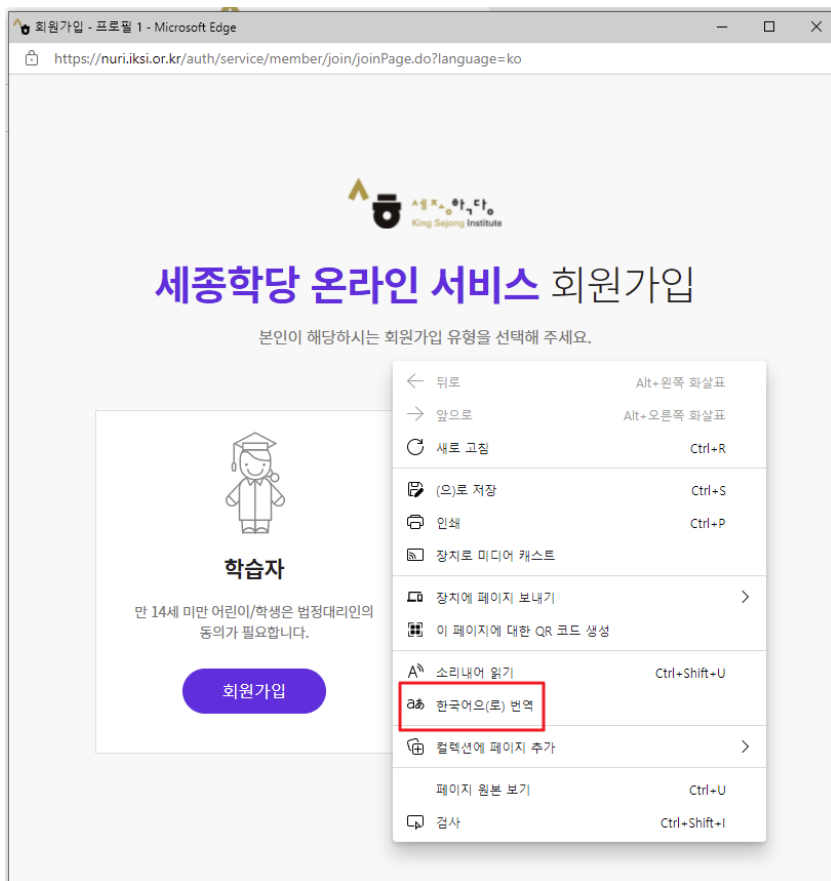 회원가입 - 프로필 1 - Microsoft Edge
https://nuri.iksi.or.kr/auth/service/member/join/joinPage.do?language=ko
세종학당
King Sejong Institute
세종학당 온라인 서비스 회원가입
본인이 해당하시는 회원가입 유형을 선택해 주세요.
학습자
만 14세 미만 어린이/학생은 법정대리인의
동의가 필요합니다.
회원가입
뒤로 Alt+왼쪽 화살표
앞으로 Alt+오른쪽 화살표
새로 고침 Ctrl+R
(으)로 저장 Ctrl+S
인쇄 Ctrl+P
장치로 미디어 캐스트
장치에 페이지 보내기
이 페이지에 대한 QR 코드 생성
소리내어 읽기 Ctrl+Shift+U
한국어으(로) 번역
컬렉션에 페이지 추가
페이지 원본 보기 Ctrl+U
검사 Ctrl+Shift+I